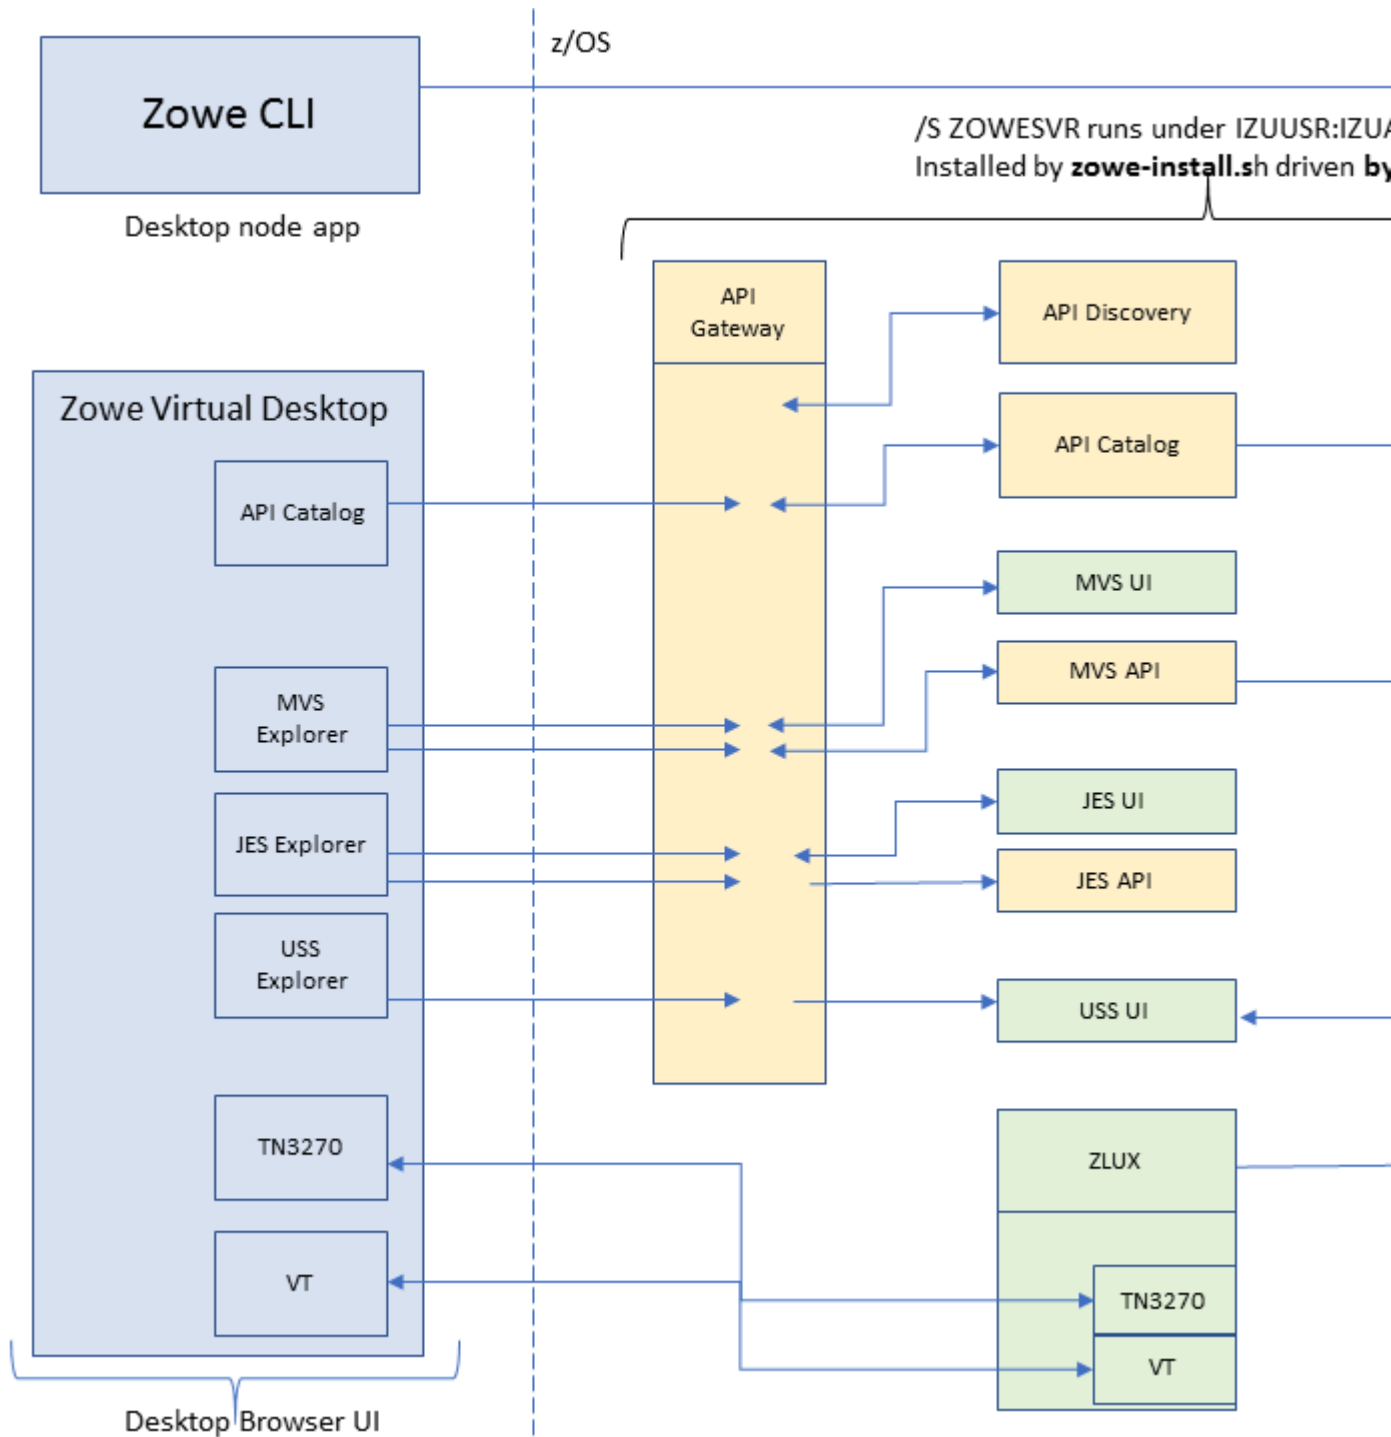 z/OS
Zowe CLI
Desktop node app
/S ZOWESVR runs under IZUUSR:IZUA
Installed by zowe-install.sh driven by
API
Gateway
API Discovery
API Catalog
Zowe Virtual Desktop
API Catalog
MVS
Explorer
JES Explorer
USS
Explorer
TN3270
VT
Desktop Browser UI
MVS UI
MVS API
JES UI
JES API
USS UI
ZLUX
TN3270
VT